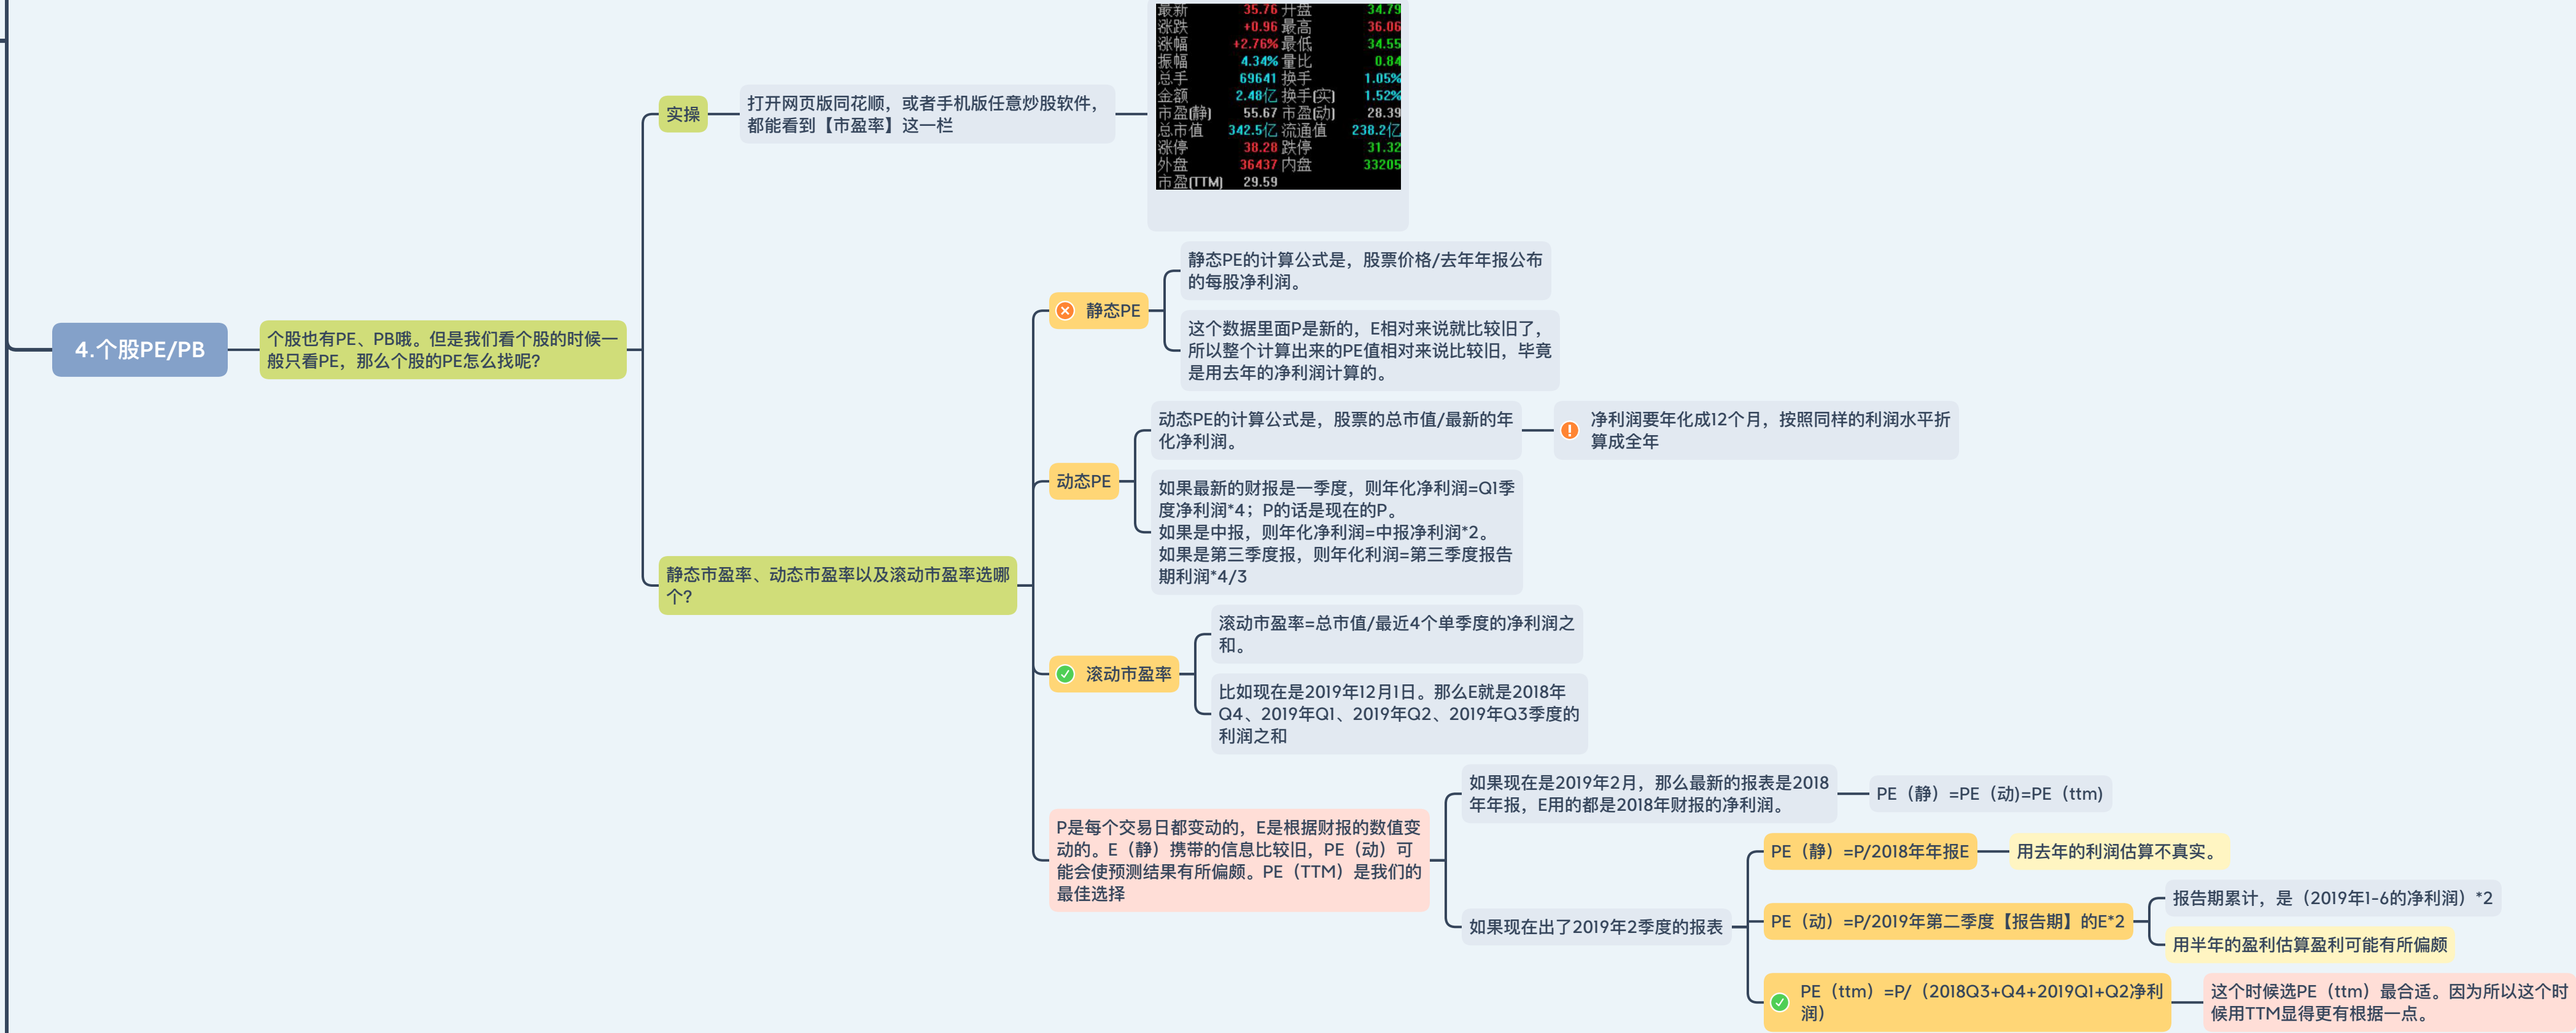 4.个股PE/PB
个股也有PE、PB哦。但是我们看个股的时候一
般只看PE，那么个股的PE怎么找呢？
实操
打开网页版同花顺，或者手机版任意炒股软件，
都能看到【市盈率】这一栏
最新 35.76 开盘 34.79
涨跌 +0.96 最高 36.06
涨幅 +2.76% 最低 34.55
振幅 4.34% 量比 0.84
总手 69641 换手 1.05%
金额 2.48亿 换手(实) 1.52%
市盈(静) 55.67 市盈(动) 28.39
总市值 342.5亿 流通值 238.2亿
涨停 38.28 跌停 31.32
外盘 36437 内盘 33205
市盈(TTM) 29.59
静态市盈率、动态市盈率以及滚动市盈率选哪
个？
静态PE
静态PE的计算公式是，股票价格/去年年报公布
的每股净利润。
这个数据里面P是新的，E相对来说就比较旧了，
所以整个计算出来的PE值相对来说比较旧，毕竟
是用去年的净利润计算的。
动态PE
动态PE的计算公式是，股票的总市值/最新的年
化净利润。
净利润要年化成12个月，按照同样的利润水平折
算成全年
如果最新的财报是一季度，则年化净利润=Q1季
度净利润*4；P的话是现在的P。
如果是中报，则年化净利润=中报净利润*2。
如果是第三季度报，则年化利润=第三季度报告
期利润*4/3
滚动市盈率
滚动市盈率=总市值/最近4个单季度的净利润之
和。
比如现在是2019年12月1日。那么E就是2018年
Q4、2019年Q1、2019年Q2、2019年Q3季度的
利润之和
P是每个交易日都变动的，E是根据财报的数值变
动的。E（静）携带的信息比较旧，PE（动）可
能会使预测结果有所偏颇。PE（TTM）是我们的
最佳选择
如果现在是2019年2月，那么最新的报表是2018
年年报，E用的都是2018年财报的净利润。
PE（静）=PE（动)=PE（ttm)
如果现在出了2019年2季度的报表
PE（静）=P/2018年年报E
用去年的利润估算不真实。
PE（动）=P/2019年第二季度【报告期】的E*2
报告期累计，是（2019年1-6的净利润）*2
用半年的盈利估算盈利可能有所偏颇
PE（ttm）=P/（2018Q3+Q4+2019Q1+Q2净利
润）
这个时候选PE（ttm）最合适。因为所以这个时
候用TTM显得更有根据一点。